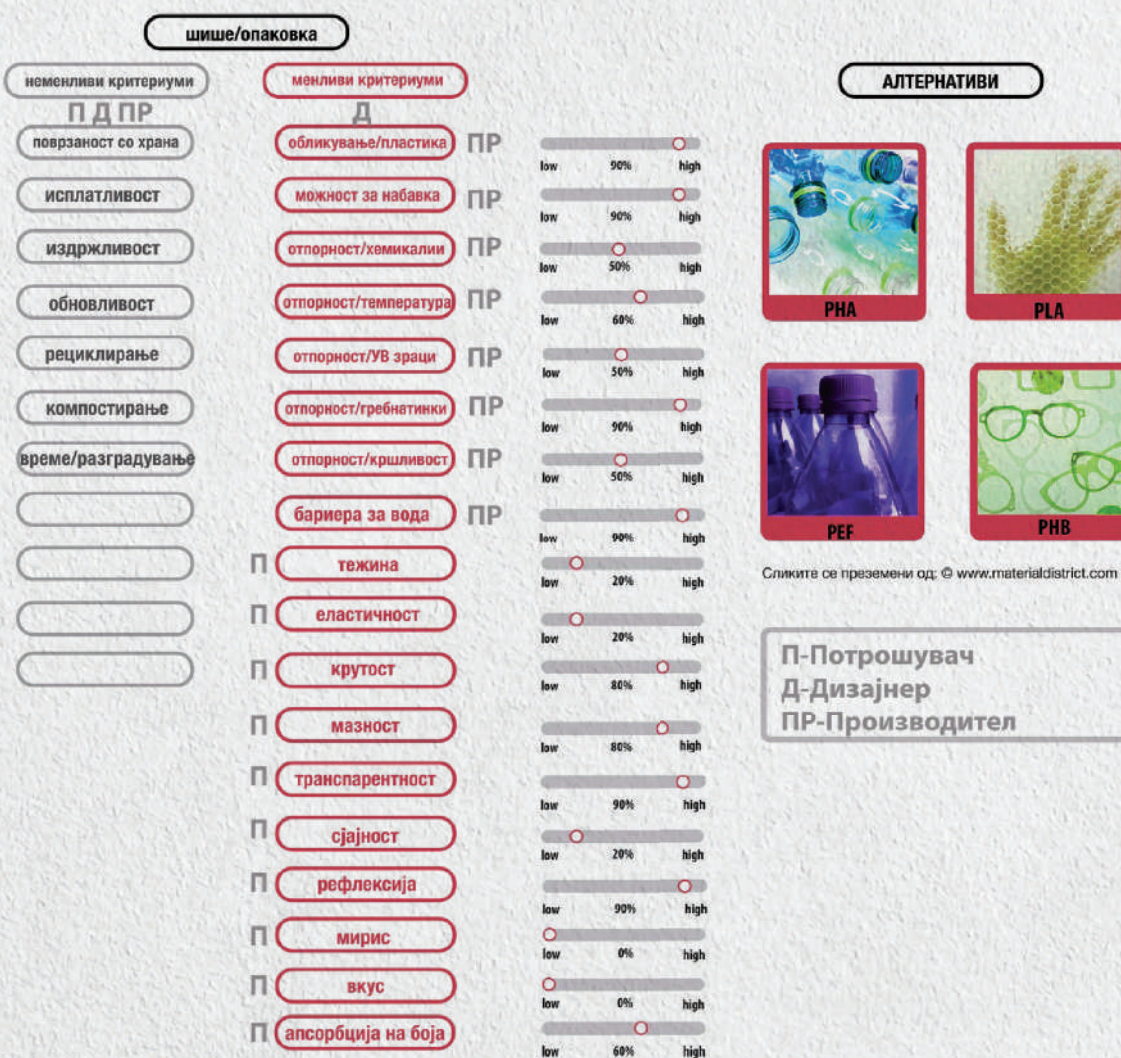 шише/опаковка
неменливи критериуми
П Д ПР
поврзаност со храна
исплатливост
издржливост
обновливост
рециклирање
компостирање
време/разградување
менливи критериуми
Д
обликување/пластика ПР
low 90% high
можност за набавка ПР
low 90% high
отпорност/хемикалии ПР
low 50% high
отпорност/температура ПР
low 60% high
отпорност/УВ зраци ПР
low 50% high
отпорност/гребнатинки ПР
low 90% high
отпорност/кршливост ПР
low 50% high
бариера за вода ПР
low 90% high
П тежина
low 20% high
П еластичност
low 20% high
П крутост
low 80% high
П мазност
low 80% high
П транспарентност
low 90% high
П сјајност
low 20% high
П рефлексија
low 90% high
П мирис
low 0% high
П вкус
low 0% high
П апсорбција на боја
low 60% high
АЛТЕРНАТИВИ
PHA
PLA
PEF
PHB
Сликите се преземени од: © www.materialdistrict.com
П-Потрошувач
Д-Дизајнер
ПР-Производител